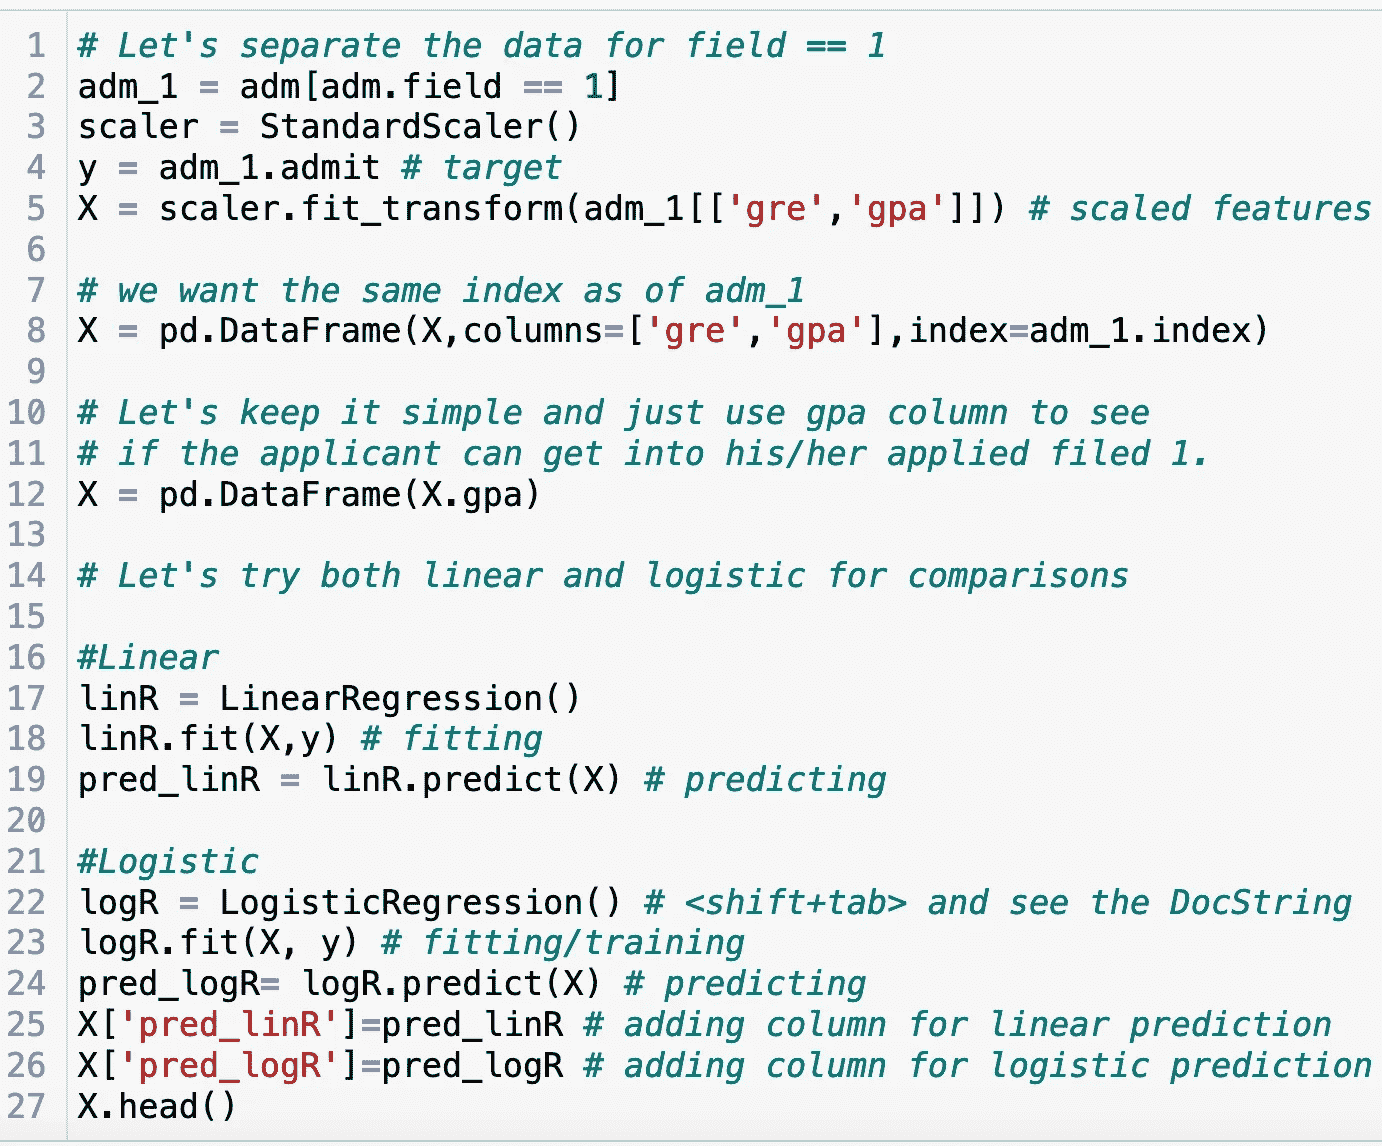 1 # Let's separate the data for field == 1
2 adm_1 = adm[adm.field == 1]
3 scaler = StandardScaler()
4 y = adm_1.admit # target
5 X = scaler.fit_transform(adm_1[['gre','gpa']]) # scaled features
6
7 # we want the same index as of adm_1
8 X = pd.DataFrame(X,columns=['gre','gpa'],index=adm_1.index)
9
10 # Let's keep it simple and just use gpa column to see
11 # if the applicant can get into his/her applied filed 1.
12 X = pd.DataFrame(X.gpa)
13
14 # Let's try both linear and logistic for comparisons
15
16 #Linear
17 linR = LinearRegression()
18 linR.fit(X,y) # fitting
19 pred_linR = linR.predict(X) # predicting
20
21 #Logistic
22 logR = LogisticRegression() # <shift+tab> and see the DocString
23 logR.fit(X, y) # fitting/training
24 pred_logR= logR.predict(X) # predicting
25 X['pred_linR']=pred_linR # adding column for linear prediction
26 X['pred_logR']=pred_logR # adding column for logistic prediction
27 X.head()